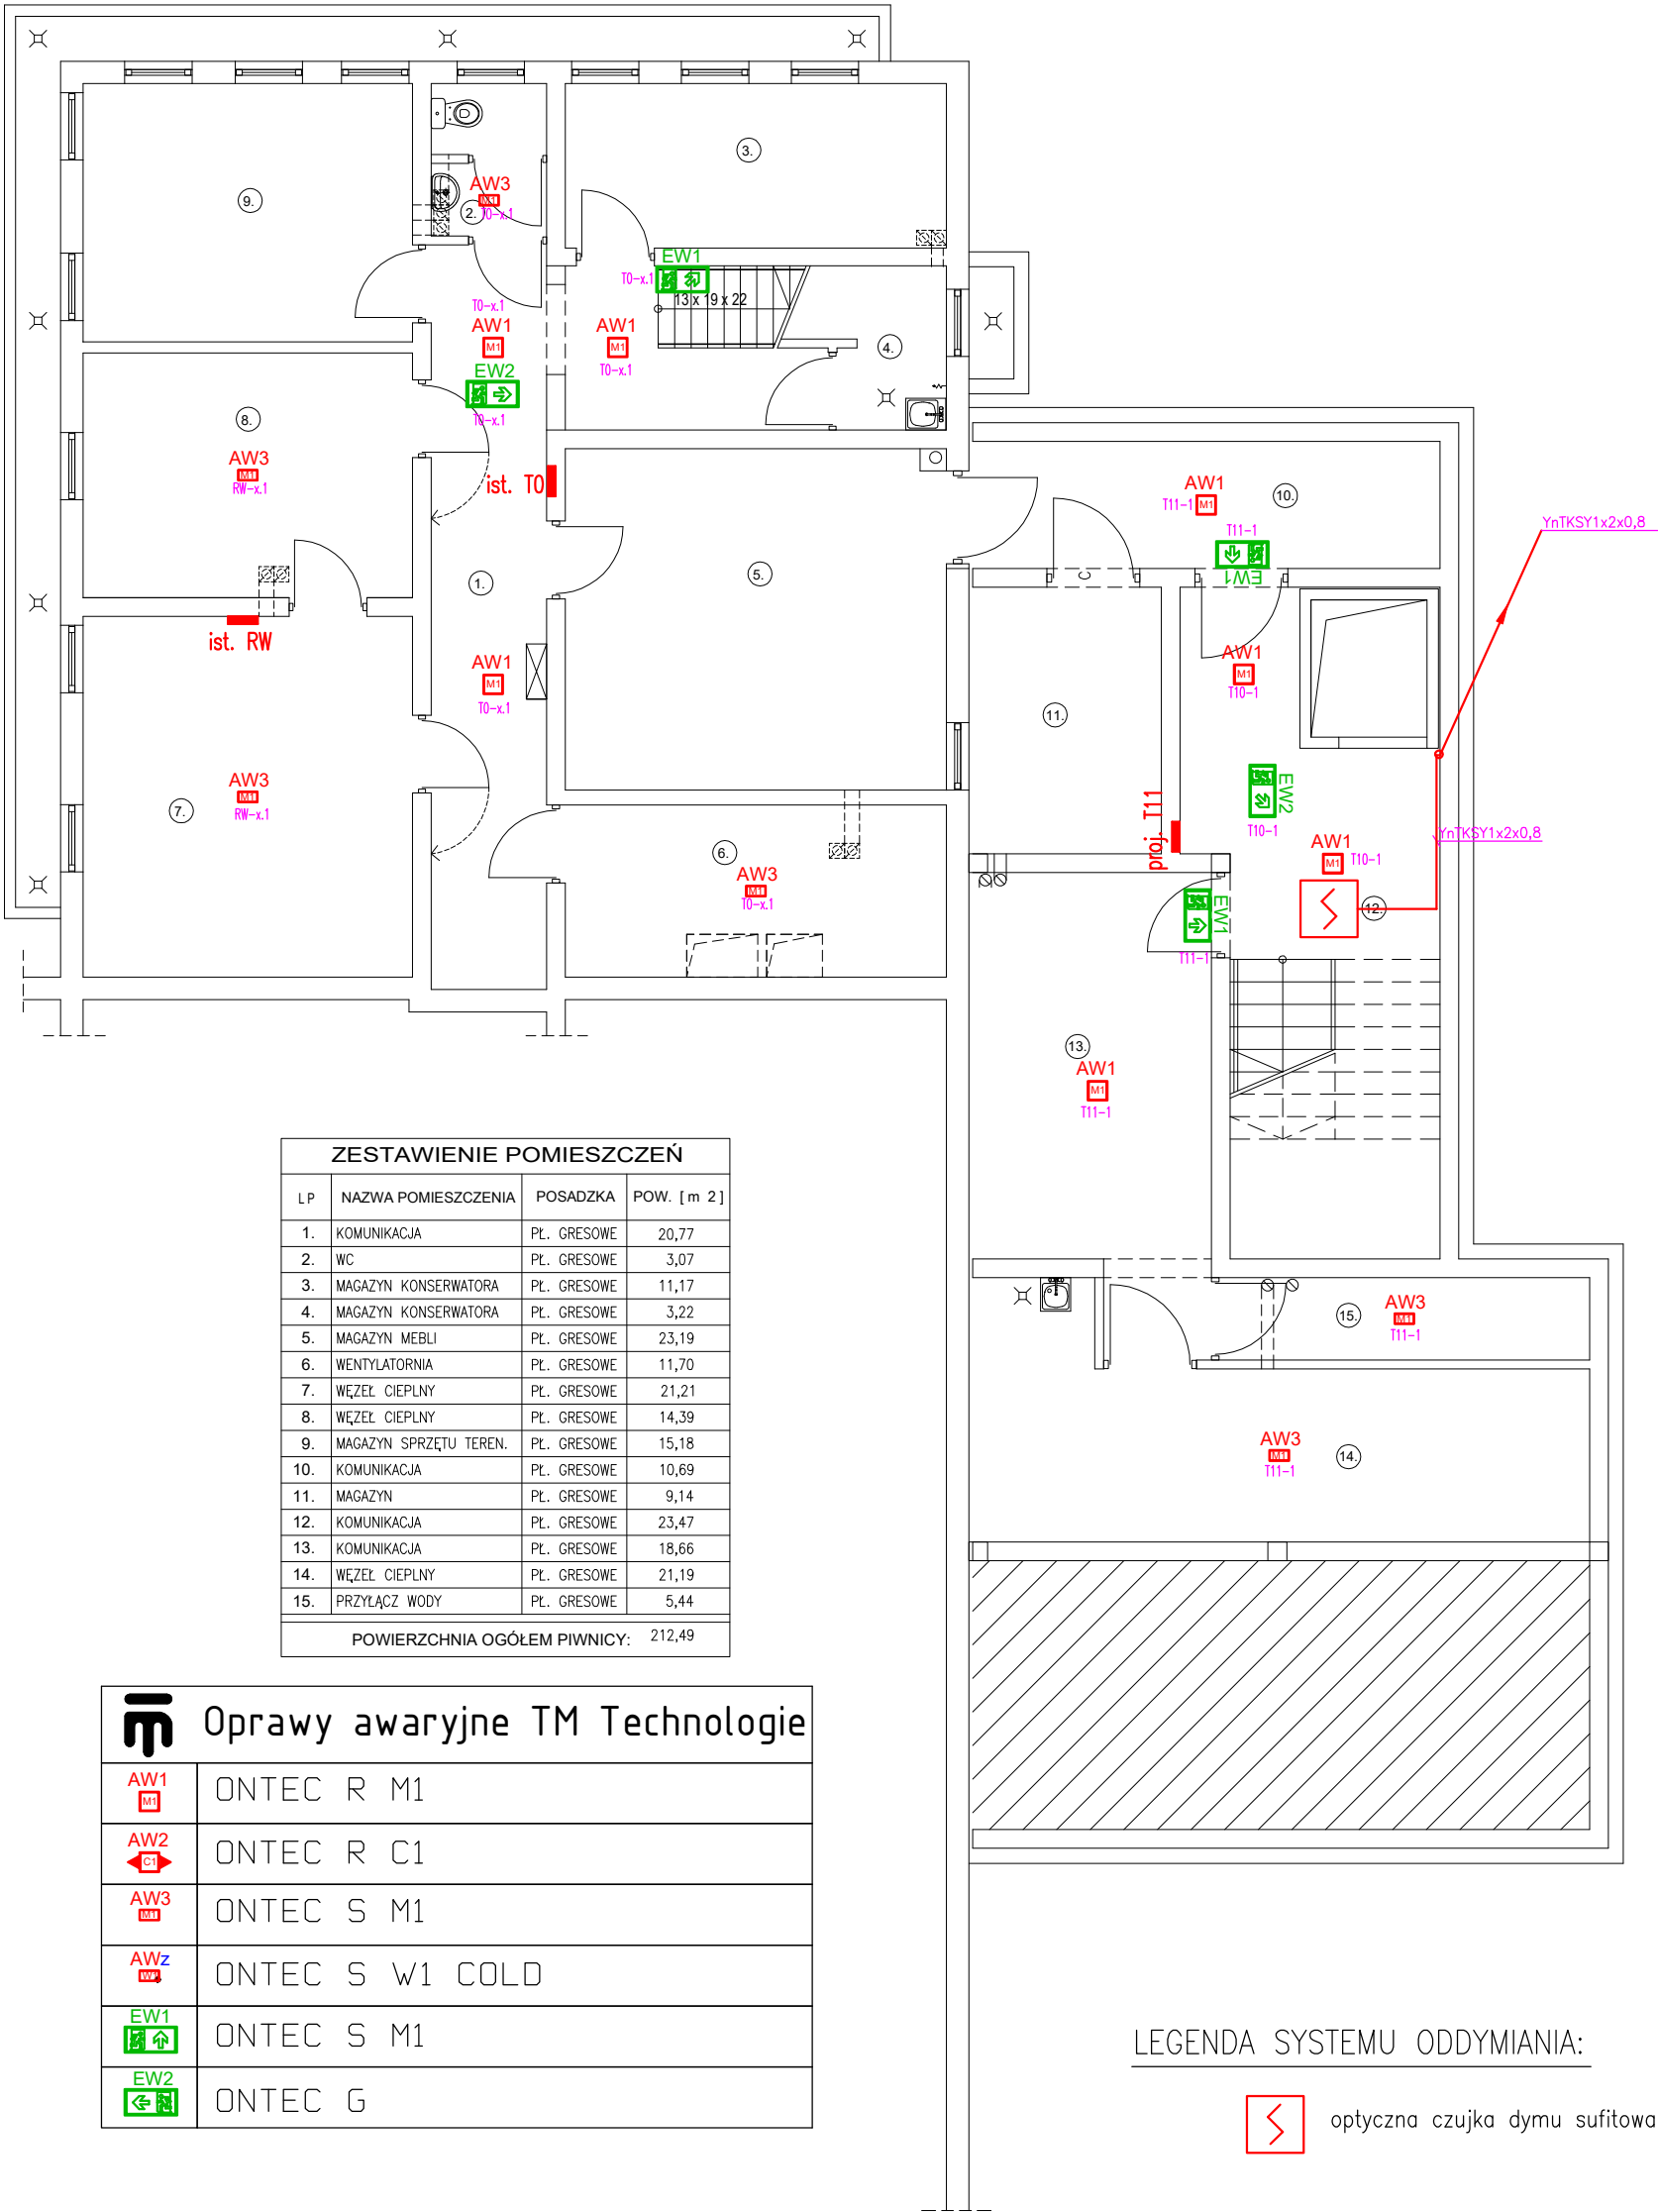 9.
2.
AW3
M1
T0-x.1
3.
EW1
T0-x.1
13 x 19 x 22
T0-x.1
AW1
M1
EW2
T0-x.1
AW1
M1
T0-x.1
4.
8.
AW3
M1
RW-x.1
ist. T0
AW1
T11-1
M1
10.
T11-1
EW1
YnTKSY1x2x0,8
1.
5.
C
ist. RW
AW1
M1
T0-x.1
AW1
M1
T10-1
11.
7.
AW3
M1
RW-x.1
EW2
T10-1
proj. T11
YnTKSY1x2x0,8
6.
AW3
M1
T0-x.1
AW1
M1
T10-1
12.
EW1
T11-1
13.
AW1
M1
T11-1
15.
AW3
M1
T11-1
AW3
M1
T11-1
14.
ZESTAWIENIE POMIESZCZEŃ
LP NAZWA POMIESZCZENIA POSADZKA POW. [ m 2 ]
1. KOMUNIKACJA PŁ. GRESOWE 20,77
2. WC PŁ. GRESOWE 3,07
3. MAGAZYN KONSERWATORA PŁ. GRESOWE 11,17
4. MAGAZYN KONSERWATORA PŁ. GRESOWE 3,22
5. MAGAZYN MEBLI PŁ. GRESOWE 23,19
6. WENTYLATORNIA PŁ. GRESOWE 11,70
7. WĘZEŁ CIEPLNY PŁ. GRESOWE 21,21
8. WĘZEŁ CIEPLNY PŁ. GRESOWE 14,39
9. MAGAZYN SPRZĘTU TEREN. PŁ. GRESOWE 15,18
10. KOMUNIKACJA PŁ. GRESOWE 10,69
11. MAGAZYN PŁ. GRESOWE 9,14
12. KOMUNIKACJA PŁ. GRESOWE 23,47
13. KOMUNIKACJA PŁ. GRESOWE 18,66
14. WĘZEŁ CIEPLNY PŁ. GRESOWE 21,19
15. PRZYŁĄCZ WODY PŁ. GRESOWE 5,44
POWIERZCHNIA OGÓŁEM PIWNICY: 212,49
Oprawy awaryjne TM Technologie
AW1
M1
ONTEC R M1
AW2
C1
ONTEC R C1
AW3
M1
ONTEC S M1
AWZ
W1
ONTEC S W1 COLD
EW1
ONTEC S M1
EW2
ONTEC G
LEGENDA SYSTEMU ODDYMIANIA:
optyczna czujka dymu sufitowa